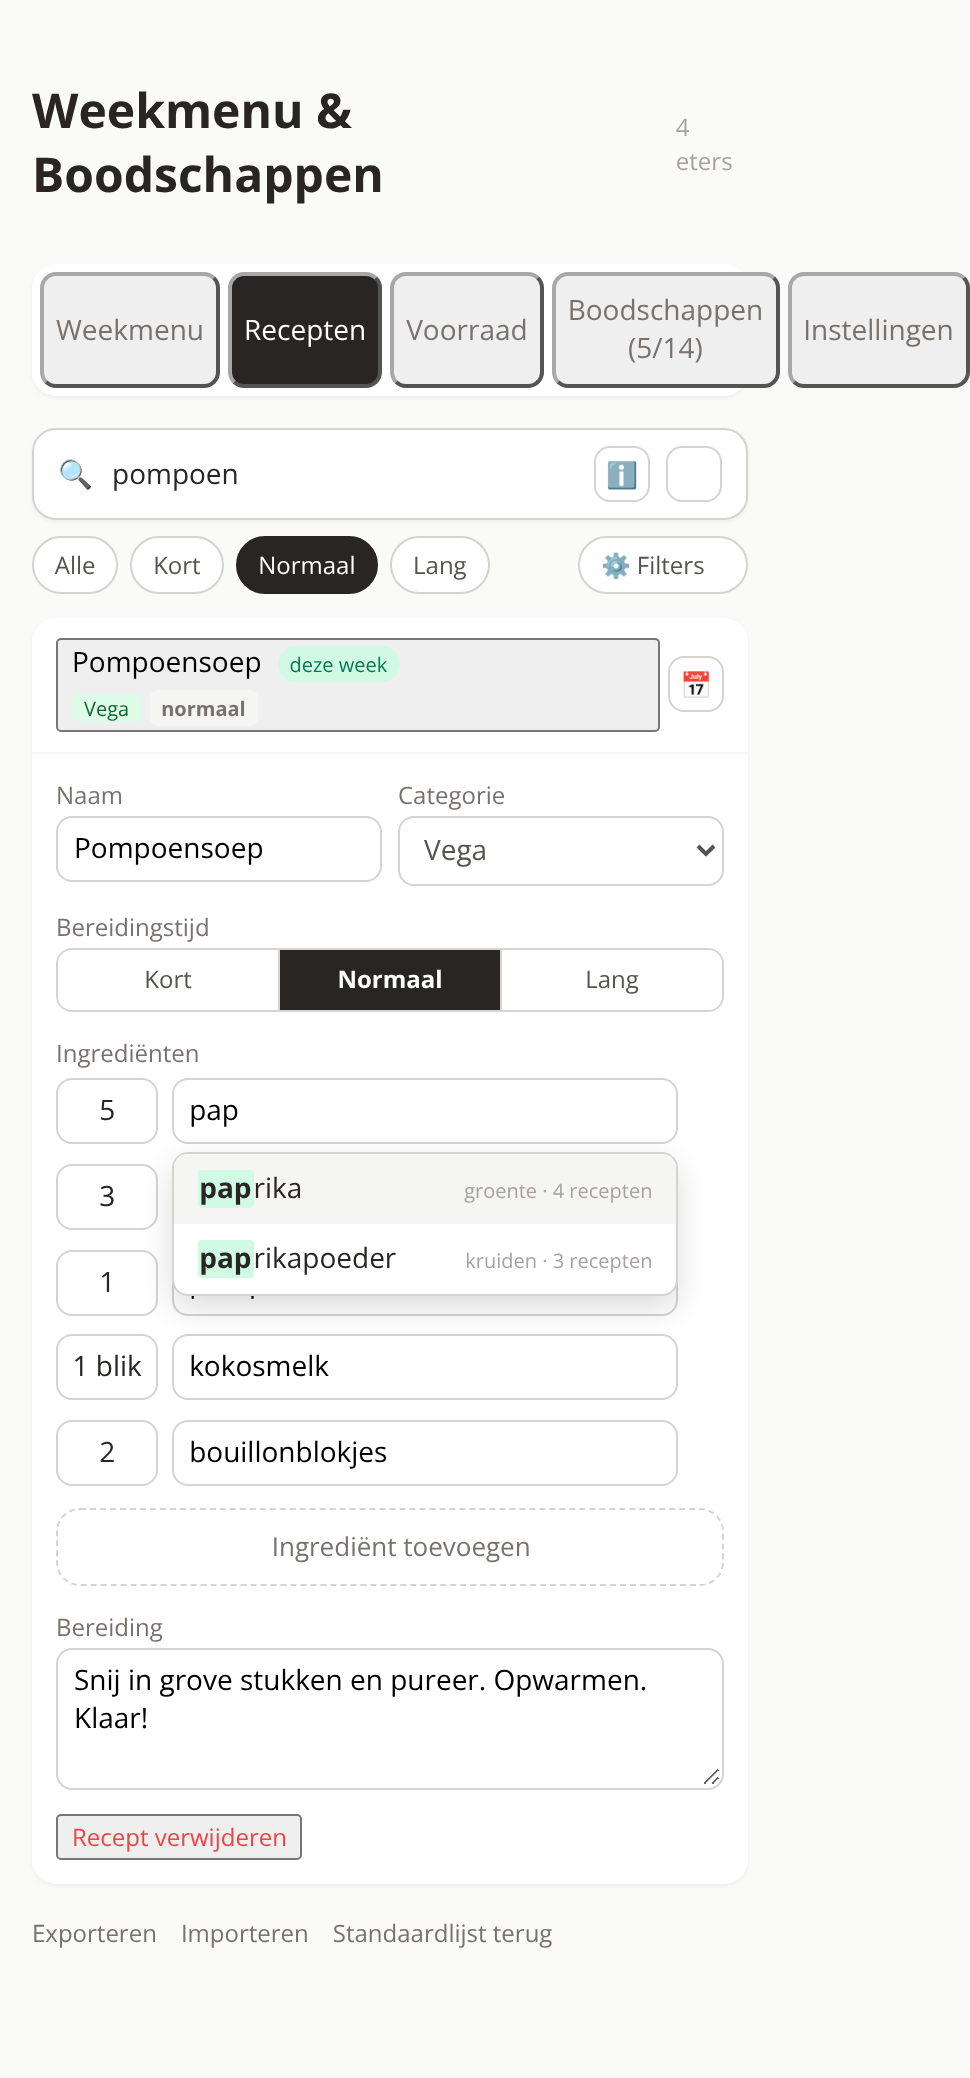 Weekmenu &
Boodschappen
4
eters
Weekmenu
Recepten
Voorraad
Boodschappen
(5/14)
Instellingen
pompoen
Alle
Kort
Normaal
Lang
Filters
Pompoensoep deze week
Vega normaal
Naam
Categorie
Pompoensoep
Vega
Bereidingstijd
Kort
Normaal
Lang
Ingrediënten
5
pap
3
paprika groente · 4 recepten
1
paprikapoeder kruiden · 3 recepten
1 blik
kokosmelk
2
bouillonblokjes
Ingrediënt toevoegen
Bereiding
Snij in grove stukken en pureer. Opwarmen.
Klaar!
Recept verwijderen
Exporteren Importeren Standaardlijst terug